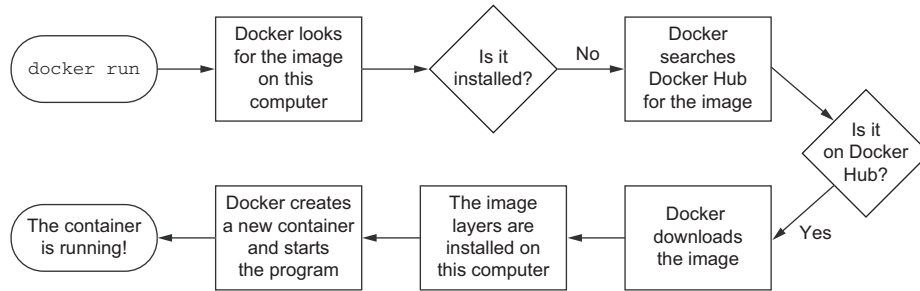 docker run
Docker looks
for the image
on this
computer
Is it
installed?
No
Docker
searches
Docker Hub
for the image
Is it
on Docker
Hub?
Yes
Docker
downloads
the image
The image
layers are
installed on
this computer
Docker creates
a new container
and starts
the program
The container
is running!